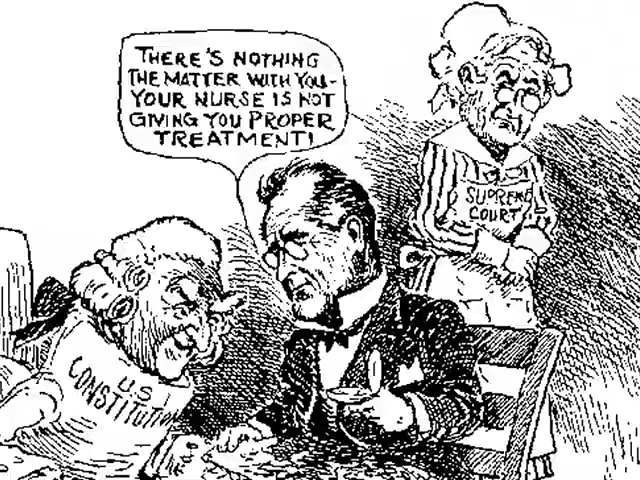 THERE'S NOTHING
THE MATTER WITH YOU-
YOUR NURSE IS NOT
GIVING YOU PROPER
TREATMENT!
SUPREME
COURT
U.S.
CONSTITUTION